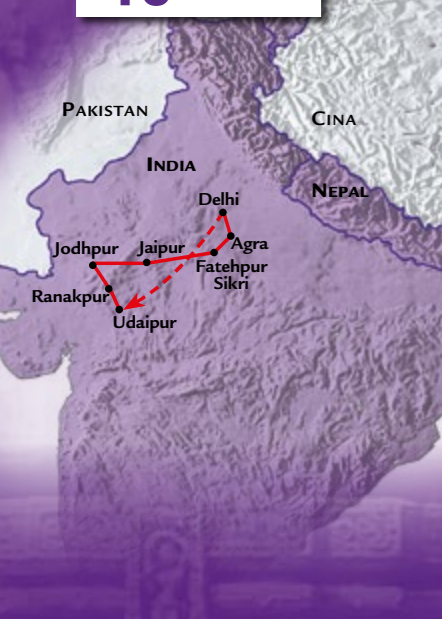 PAKISTAN
CINA
INDIA
NEPAL
Delhi
Agra
Jodhpur
Jaipur
Fatehpur
Sikri
Ranakpur
Udaipur